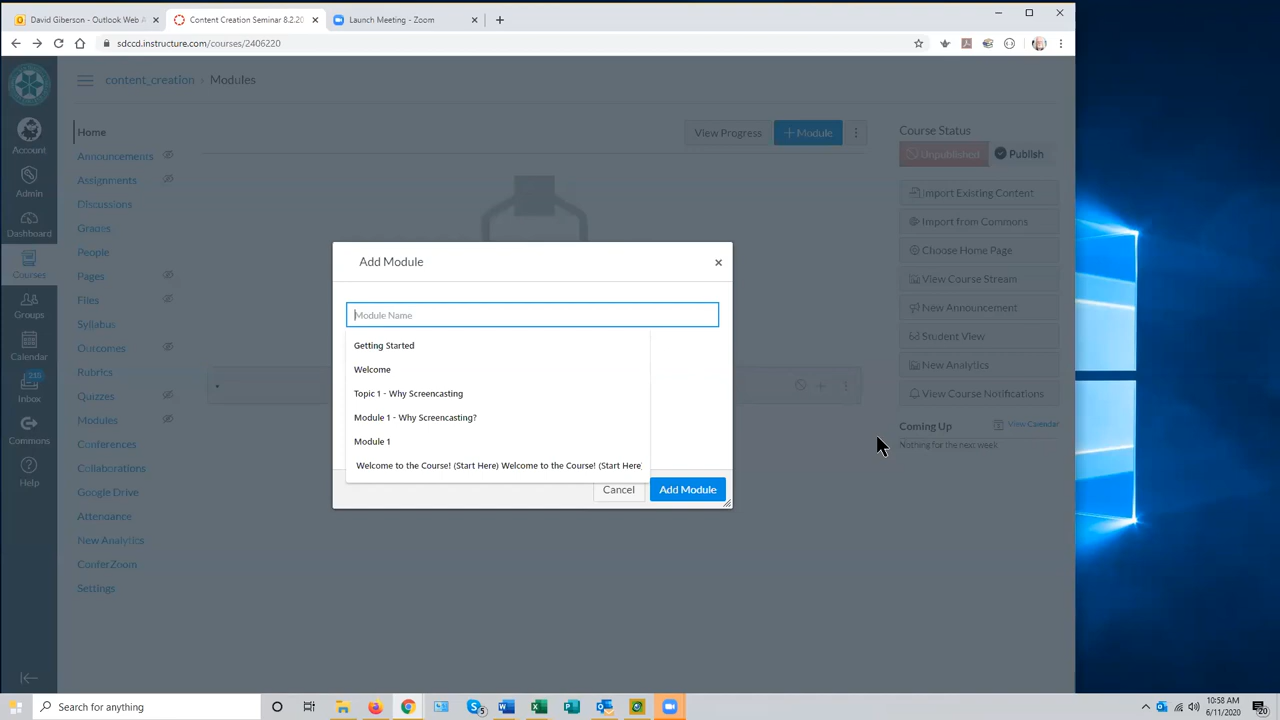 David Giberson - Outlook Web A
Content Creation Seminar 8.2.20
Launch Meeting - Zoom
sdccd.instructure.com/courses/2406220
content_creation › Modules
Home
View Progress
+ Module
Course Status
Account
Announcements
Unpublished
Publish
Assignments
Admin
Import Existing Content
Discussions
Import from Commons
Grades
Dashboard
People
Choose Home Page
Add Module
Courses
Pages
View Course Stream
Files
Groups
New Announcement
Module Name
Syllabus
Student View
Calendar
Outcomes
Getting Started
Rubrics
Welcome
New Analytics
215
Inbox
Quizzes
Topic 1 - Why Screencasting
View Course Notifications
Modules
Module 1 - Why Screencasting?
Coming Up
View Calendar
Commons
Conferences
Module 1
Nothing for the next week
Collaborations
Welcome to the Course! (Start Here) Welcome to the Course! (Start Here)
Help
Google Drive
Cancel
Add Module
Attendance
New Analytics
ConferZoom
Settings
Search for anything
5
10:58 AM
6/11/2020
20